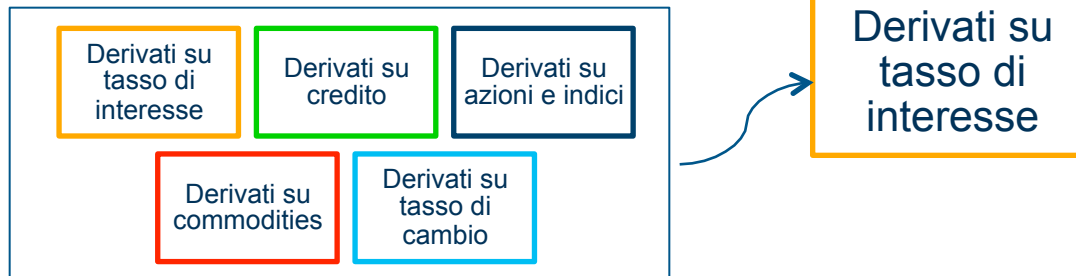 Derivati su
tasso di
interesse
Derivati su
credito
Derivati su
azioni e indici
Derivati su
commodities
Derivati su
tasso di
cambio
Derivati su
tasso di
interesse